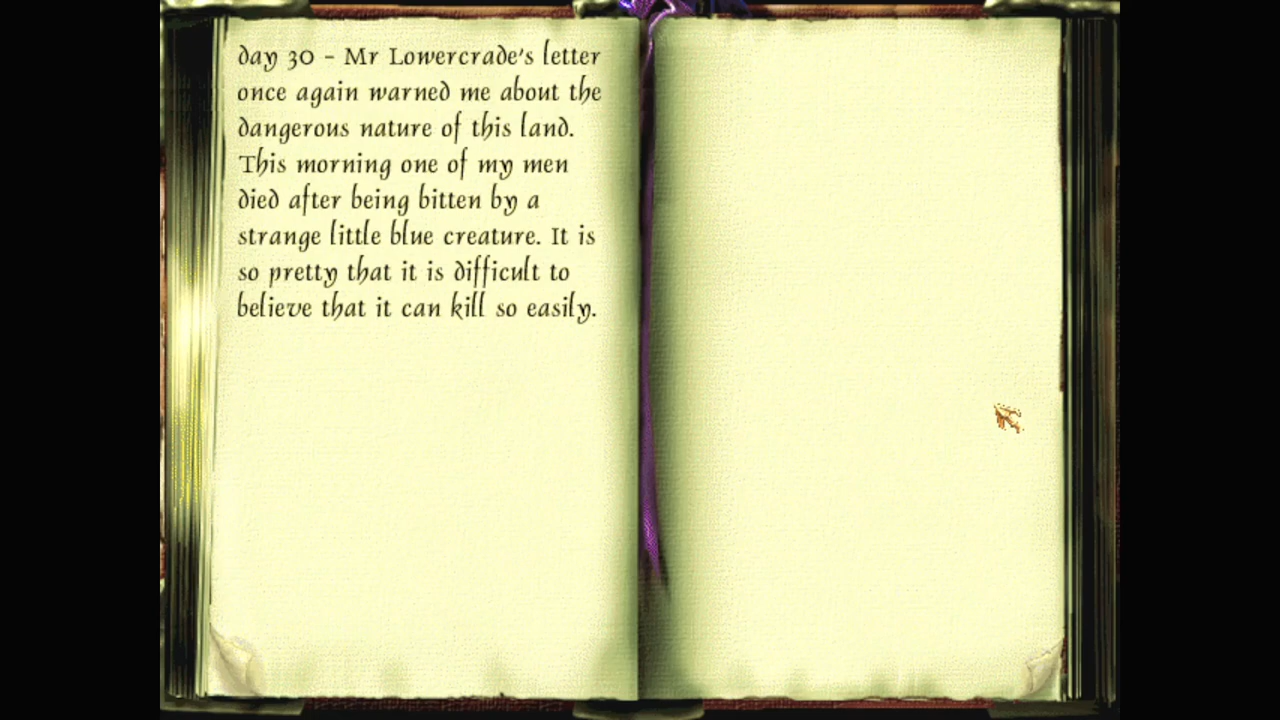 day 30 - Mr Lowercrade's letter
once again warned me about the
dangerous nature of this land.
This morning one of my men
died after being bitten by a
strange little blue creature. It is
so pretty that it is difficult to
believe that it can kill so easily.